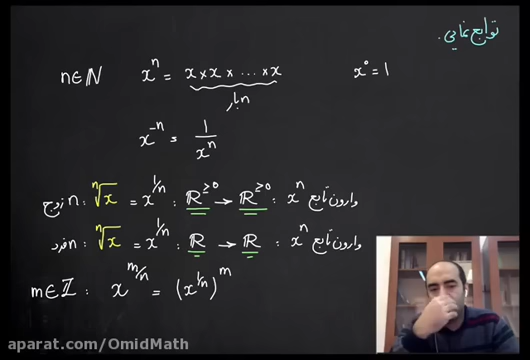 توابع نمایی.
n∈ℕ xⁿ = x × x × ... × x x⁰ = 1
n بار
x⁻ⁿ = 1/xⁿ
n زوج : ⁿ√x = x^(1/n) : ℝ^≥0 → ℝ^≥0 : xⁿ وارون تابع
n فرد : ⁿ√x = x^(1/n) : ℝ → ℝ : xⁿ وارون تابع
m∈ℤ : x^(m/n) = (x^(1/n))^m
aparat.com/OmidMath